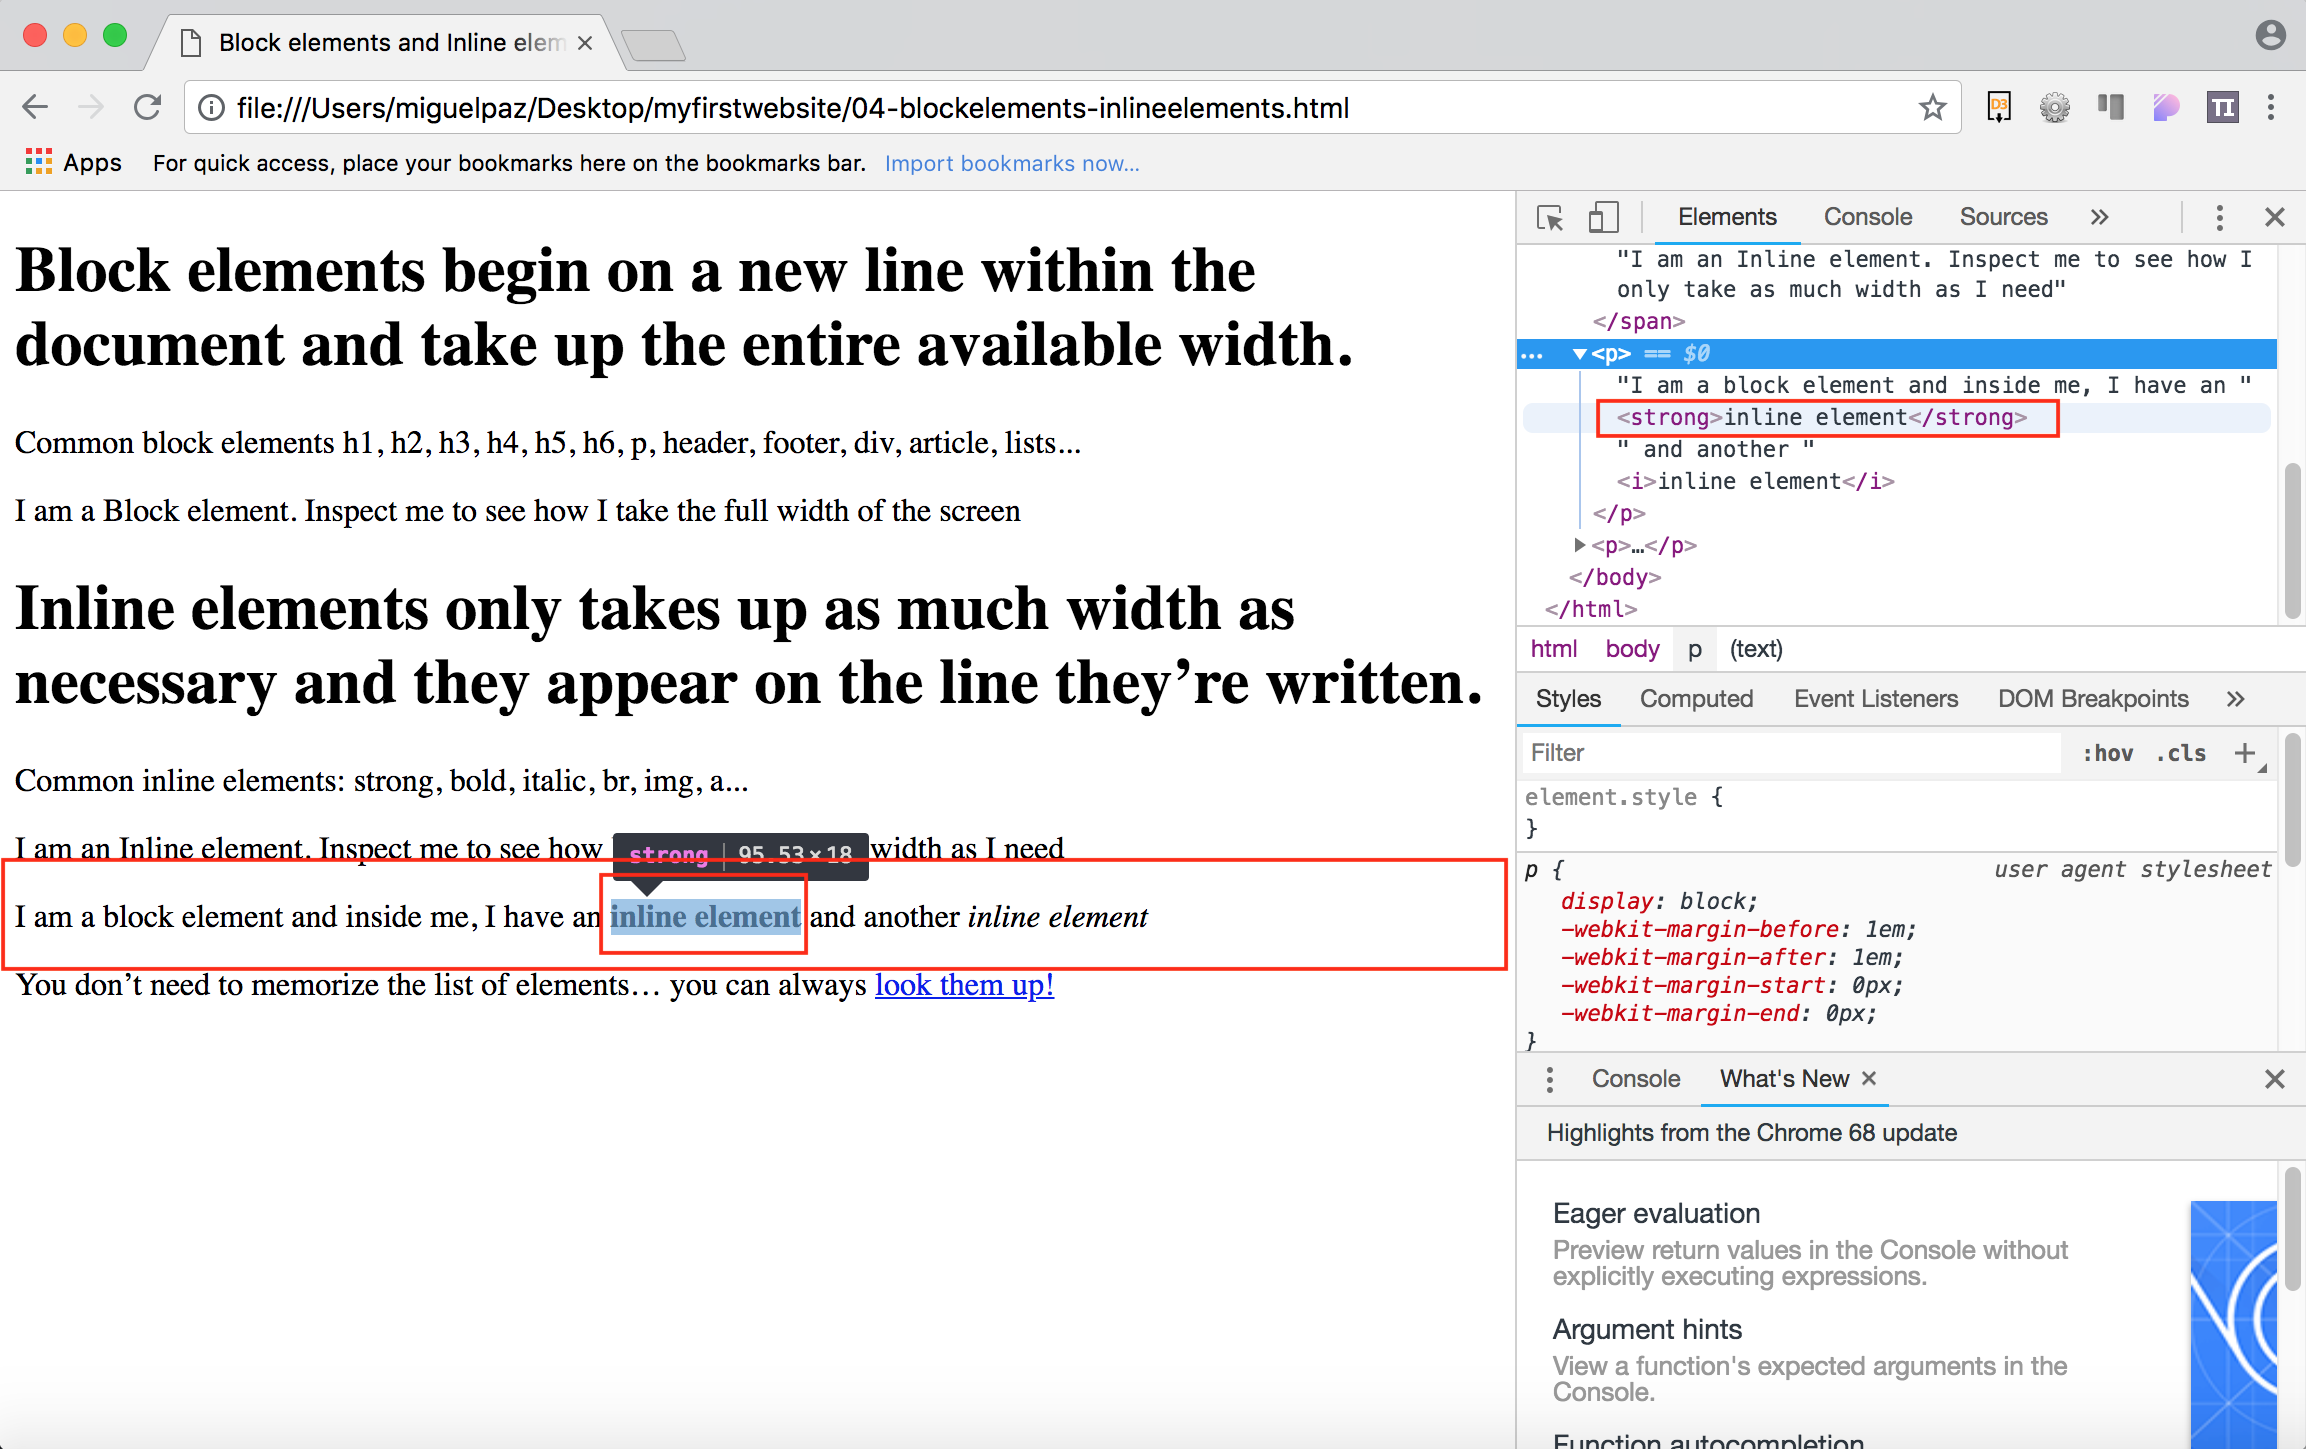 Block elements and Inline elem
file:///Users/miguelpaz/Desktop/myfirstwebsite/04-blockelements-inlineelements.html
D3
TI
Apps For quick access, place your bookmarks here on the bookmarks bar. Import bookmarks now...
Block elements begin on a new line within the
document and take up the entire available width.
Common block elements h1, h2, h3, h4, h5, h6, p, header, footer, div, article, lists...
I am a Block element. Inspect me to see how I take the full width of the screen
Inline elements only takes up as much width as
necessary and they appear on the line they’re written.
Common inline elements: strong, bold, italic, br, img, a...
I am an Inline element. Inspect me to see how width as I need
strong | 95.53×18
I am a block element and inside me, I have an inline element and another inline element
You don’t need to memorize the list of elements… you can always look them up!
Elements Console Sources »
"I am an Inline element. Inspect me to see how I
only take as much width as I need"
</span>
... ▼<p> == $0
"I am a block element and inside me, I have an "
<strong>inline element</strong>
" and another "
<i>inline element</i>
</p>
▶<p>…</p>
</body>
</html>
html body p (text)
Styles Computed Event Listeners DOM Breakpoints »
Filter :hov .cls +
element.style {
}
p { user agent stylesheet
display: block;
-webkit-margin-before: 1em;
-webkit-margin-after: 1em;
-webkit-margin-start: 0px;
-webkit-margin-end: 0px;
}
Console What's New ×
Highlights from the Chrome 68 update
Eager evaluation
Preview return values in the Console without
explicitly executing expressions.
Argument hints
View a function's expected arguments in the
Console.
Function autocompletion